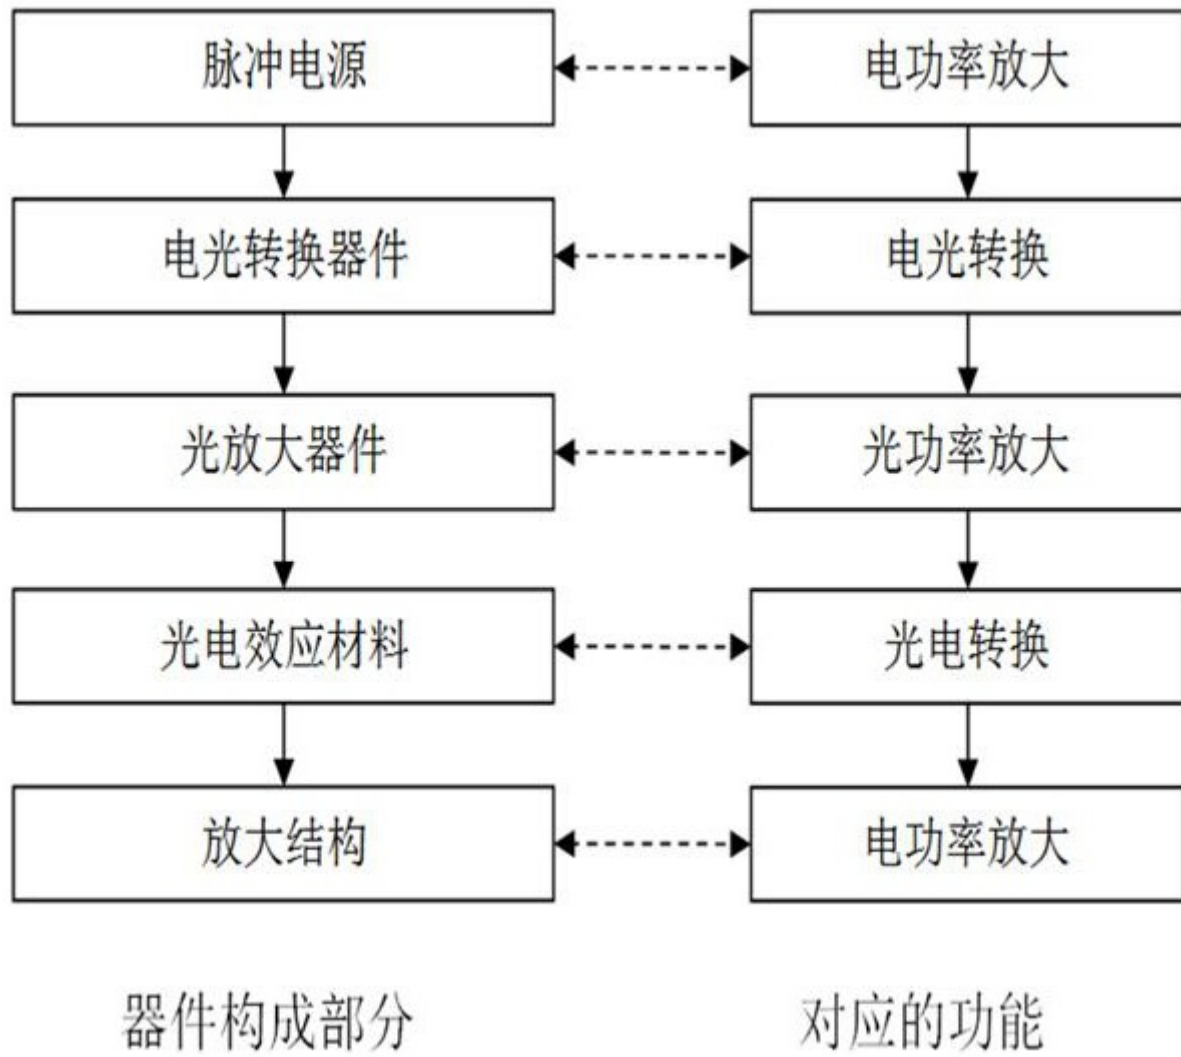 脉冲电源
电功率放大
电光转换器件
电光转换
光放大器件
光功率放大
光电效应材料
光电转换
放大结构
电功率放大
器件构成部分
对应的功能